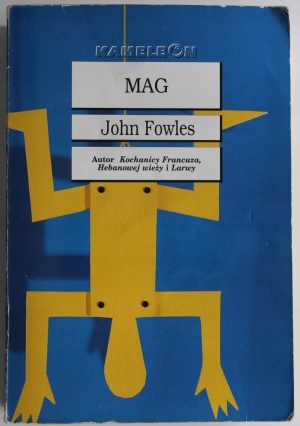 KAMELEON
MAG
John Fowles
Autor Kochanicy Francuza,
Hebanowej wieży i Larwy